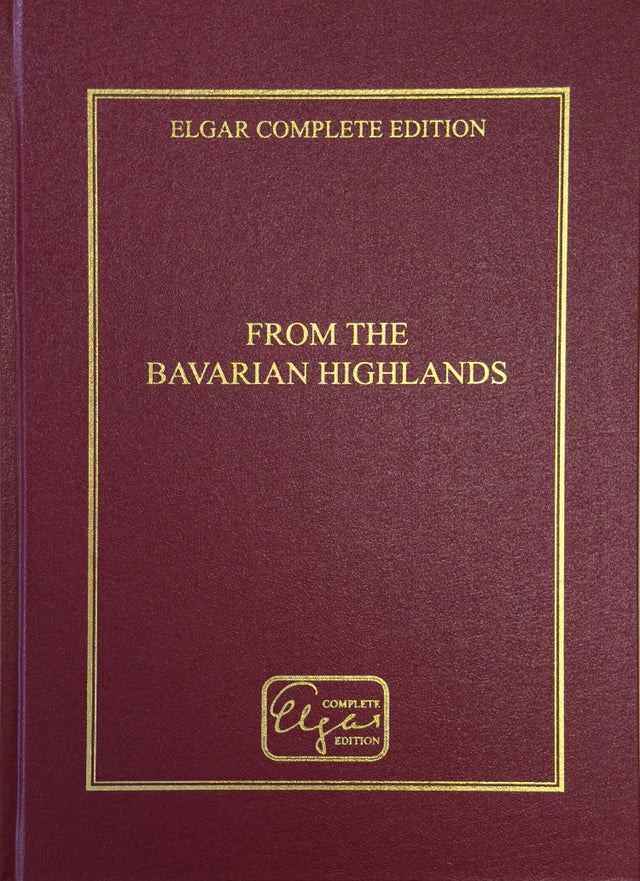 ELGAR COMPLETE EDITION
FROM THE
BAVARIAN HIGHLANDS
COMPLETE
Elgar
EDITION